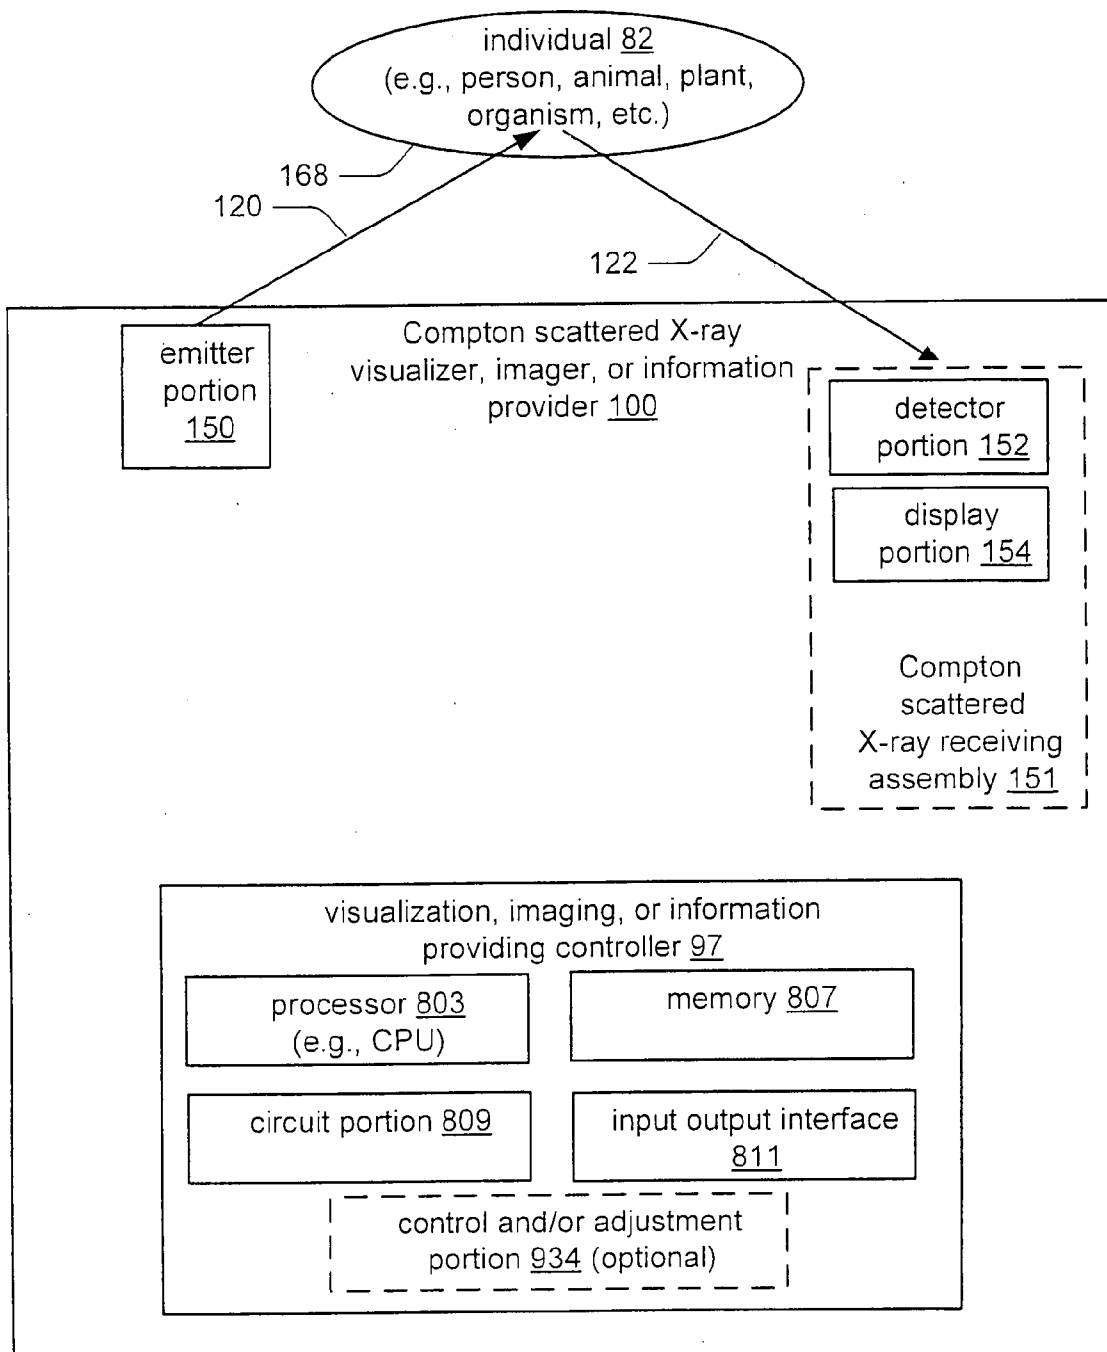 individual 82
(e.g., person, animal, plant,
organism, etc.)
168
120
122
emitter
portion
150
Compton scattered X-ray
visualizer, imager, or information
provider 100
detector
portion 152
display
portion 154
Compton
scattered
X-ray receiving
assembly 151
visualization, imaging, or information
providing controller 97
processor 803
(e.g., CPU)
memory 807
circuit portion 809
input output interface
811
control and/or adjustment
portion 934 (optional)